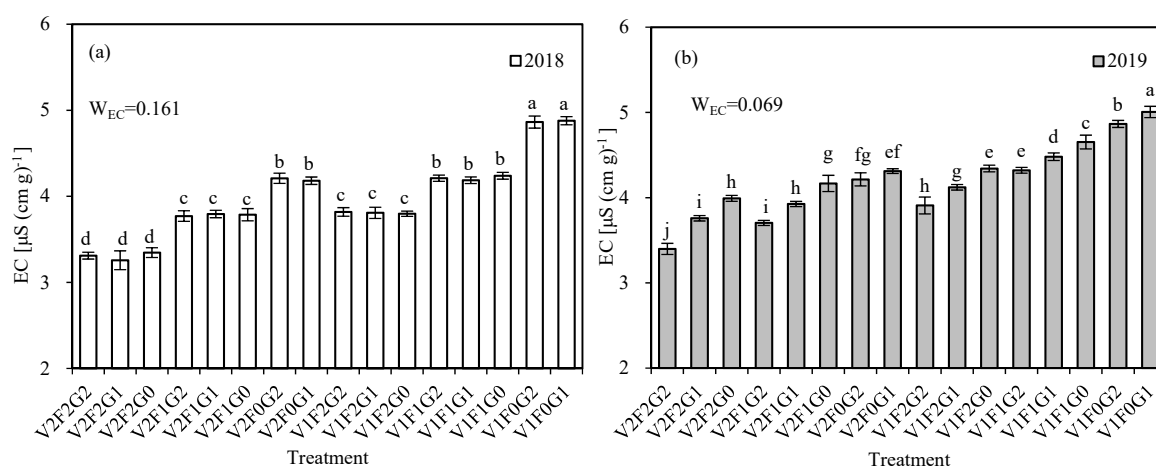 (a)
2018
W_EC=0.161
EC [µS (cm g)⁻¹]
6
5
4
3
2
d d d c c c b b c c c b b b a a
V2F2G2 V2F2G1 V2F2G0 V2F1G2 V2F1G1 V2F1G0 V2F0G2 V2F0G1 V1F2G2 V1F2G1 V1F2G0 V1F1G2 V1F1G1 V1F1G0 V1F0G2 V1F0G1
Treatment
(b)
2019
W_EC=0.069
EC [µS (cm g)⁻¹]
6
5
4
3
2
j i h i h g fg ef h g e e d c b a
V2F2G2 V2F2G1 V2F2G0 V2F1G2 V2F1G1 V2F1G0 V2F0G2 V2F0G1 V1F2G2 V1F2G1 V1F2G0 V1F1G2 V1F1G1 V1F1G0 V1F0G2 V1F0G1
Treatment